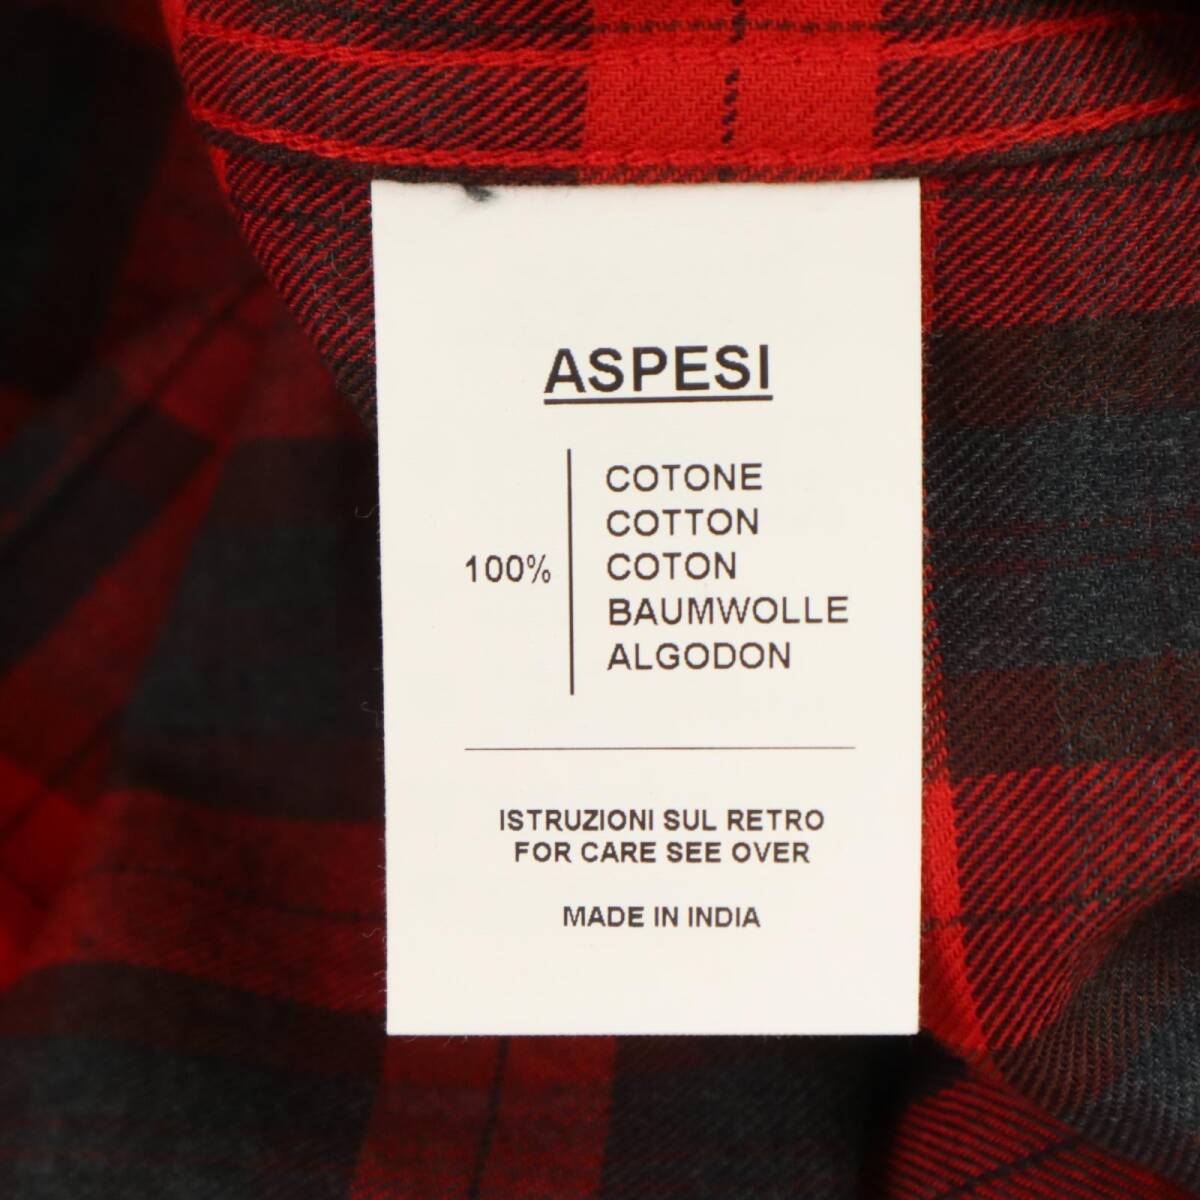 ASPESI
COTONE
COTTON
100% COTON
BAUMWOLLE
ALGODON
ISTRUZIONI SUL RETRO
FOR CARE SEE OVER
MADE IN INDIA